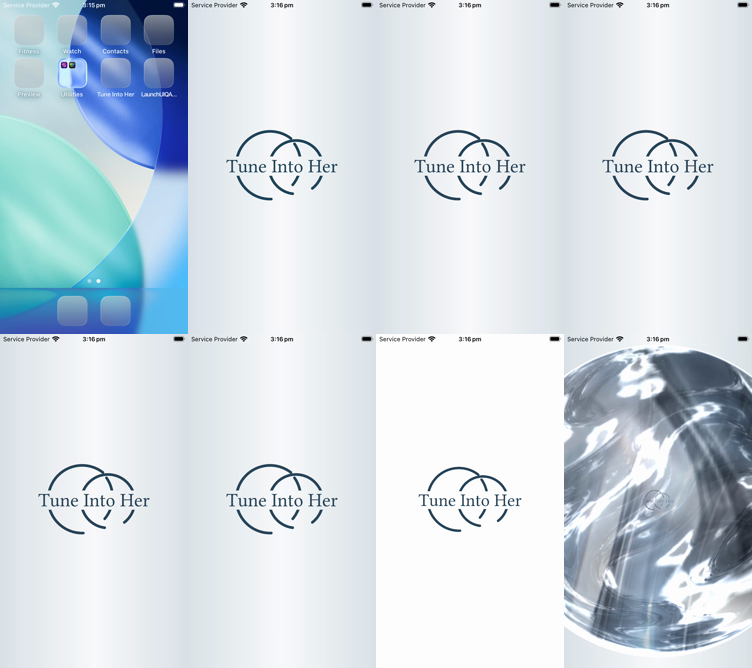 Service Provider 3:15 pm
Fitness Watch Contacts Files
Preview Utilities Tune Into Her LaunchUIQA...
Service Provider 3:16 pm
Tune Into Her
Service Provider 3:16 pm
Tune Into Her
Service Provider 3:16 pm
Tune Into Her
Service Provider 3:16 pm
Tune Into Her
Service Provider 3:16 pm
Tune Into Her
Service Provider 3:16 pm
Tune Into Her
Service Provider 3:16 pm